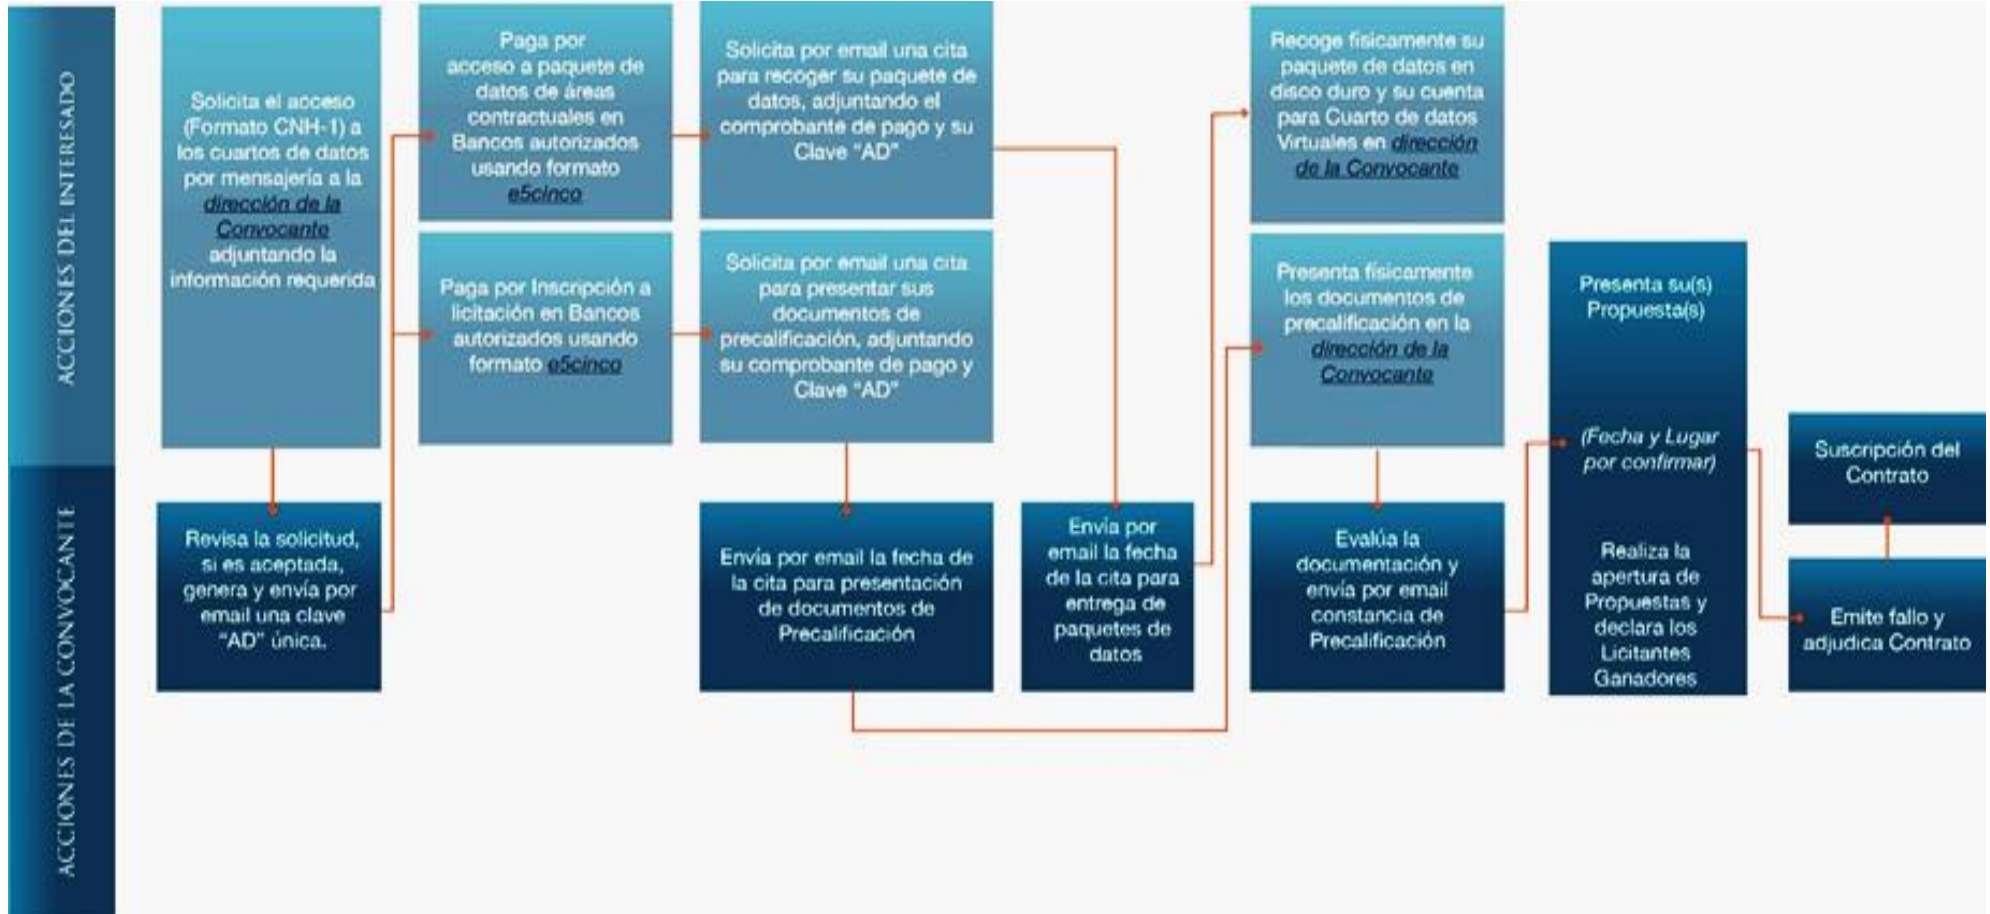 ACCIONES DEL INTERESADO
Solicita el acceso
(Formato CNH-1) a
los cuartos de datos
por mensajería a la
dirección de la
Convocante
adjuntando la
información requerida
Paga por
acceso a paquete de
datos de áreas
contractuales en
Bancos autorizados
usando formato
e5cinco
Solicita por email una cita
para recoger su paquete de
datos, adjuntando el
comprobante de pago y su
Clave "AD"
Recoge físicamente su
paquete de datos en
disco duro y su cuenta
para Cuarto de datos
Virtuales en dirección
de la Convocante
Paga por Inscripción a
licitación en Bancos
autorizados usando
formato e5cinco
Solicita por email una cita
para presentar sus
documentos de
precalificación, adjuntando
su comprobante de pago y
Clave "AD"
Presenta físicamente
los documentos de
precalificación en la
dirección de la
Convocante
Presenta su(s)
Propuesta(s)
(Fecha y Lugar
por confirmar)
Realiza la
apertura de
Propuestas y
declara los
Licitantes
Ganadores
Suscripción del
Contrato
ACCIONES DE LA CONVOCANTE
Revisa la solicitud,
si es aceptada,
genera y envía por
email una clave
"AD" única.
Envía por email la fecha de
la cita para presentación
de documentos de
Precalificación
Envía por
email la fecha
de la cita para
entrega de
paquetes de
datos
Evalúa la
documentación y
envía por email
constancia de
Precalificación
Emite fallo y
adjudica Contrato